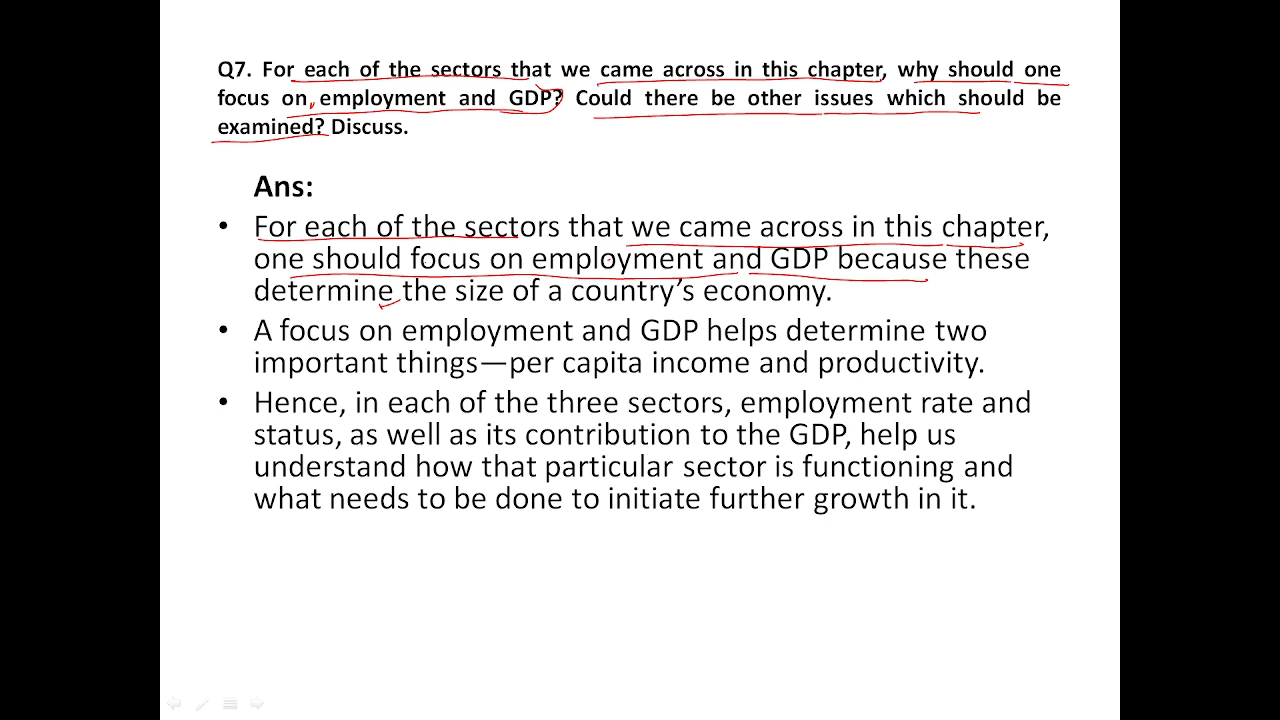 Q7. For each of the sectors that we came across in this chapter, why should one
focus on employment and GDP? Could there be other issues which should be
examined? Discuss.
Ans:
• For each of the sectors that we came across in this chapter,
one should focus on employment and GDP because these
determine the size of a country's economy.
• A focus on employment and GDP helps determine two
important things—per capita income and productivity.
• Hence, in each of the three sectors, employment rate and
status, as well as its contribution to the GDP, help us
understand how that particular sector is functioning and
what needs to be done to initiate further growth in it.